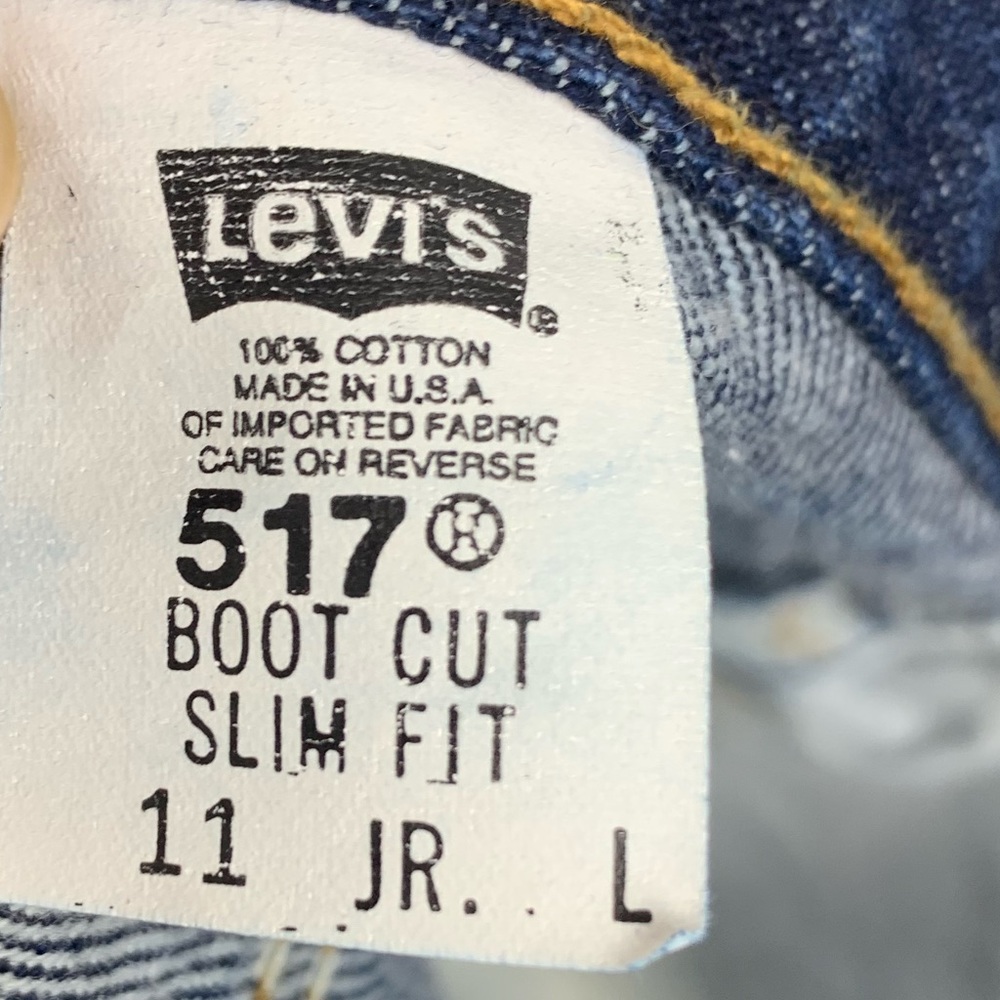 Levi's ®
100% COTTON
MADE IN U.S.A.
OF IMPORTED FABRIC
CARE ON REVERSE
517 ®
BOOT CUT
SLIM FIT
11 JR. L